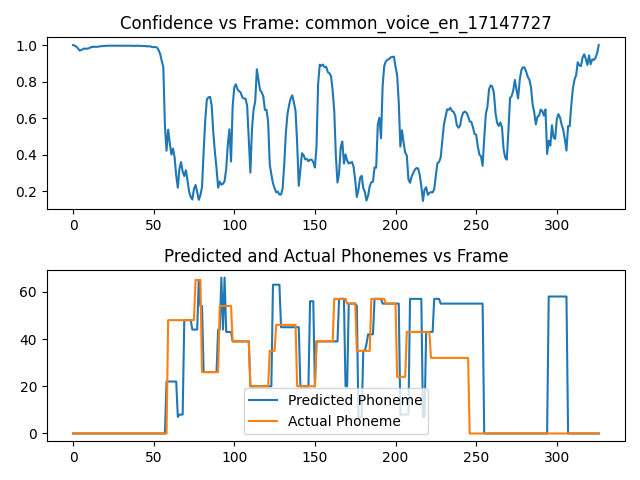 Confidence vs Frame: common_voice_en_17147727
1.0
0.8
0.6
0.4
0.2
0 50 100 150 200 250 300
Predicted and Actual Phonemes vs Frame
60
40
20
0
Predicted Phoneme
Actual Phoneme
0 50 100 150 200 250 300